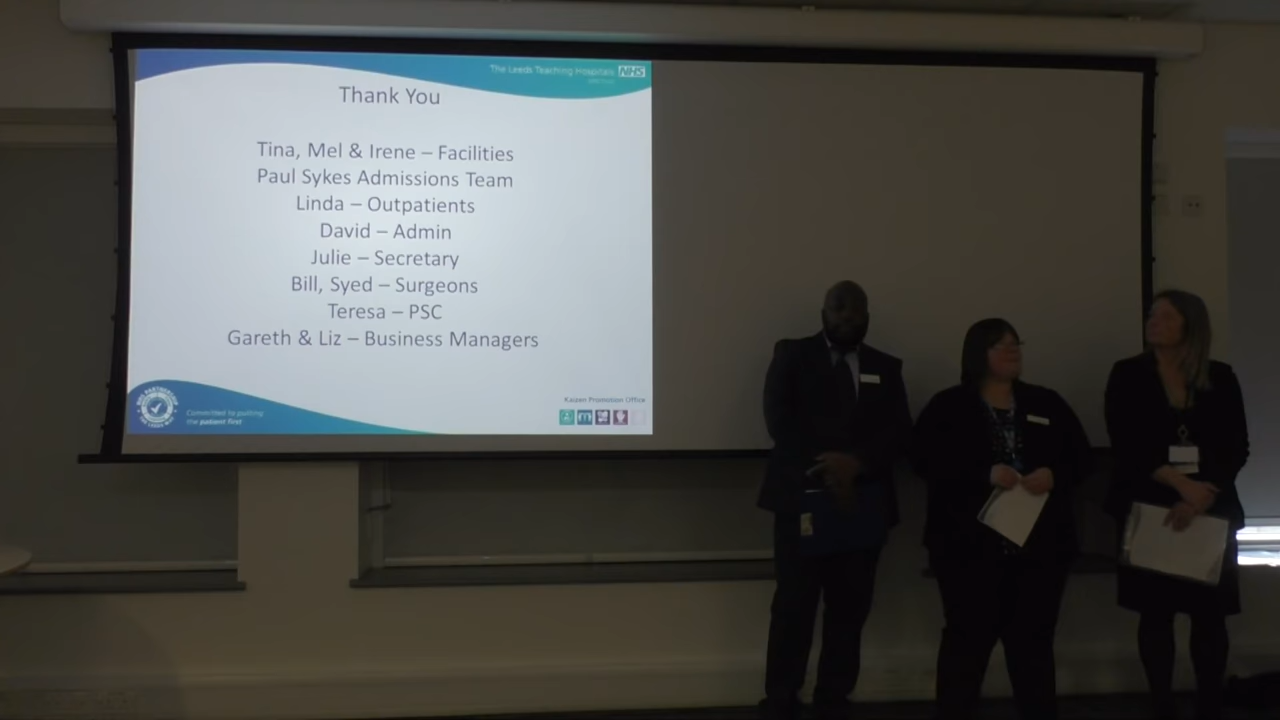 The Leeds Teaching Hospitals NHS
Thank You
Tina, Mel & Irene – Facilities
Paul Sykes Admissions Team
Linda – Outpatients
David – Admin
Julie – Secretary
Bill, Syed – Surgeons
Teresa – PSC
Gareth & Liz – Business Managers
Kaizen Promotion Office
Committed to putting
the patient first